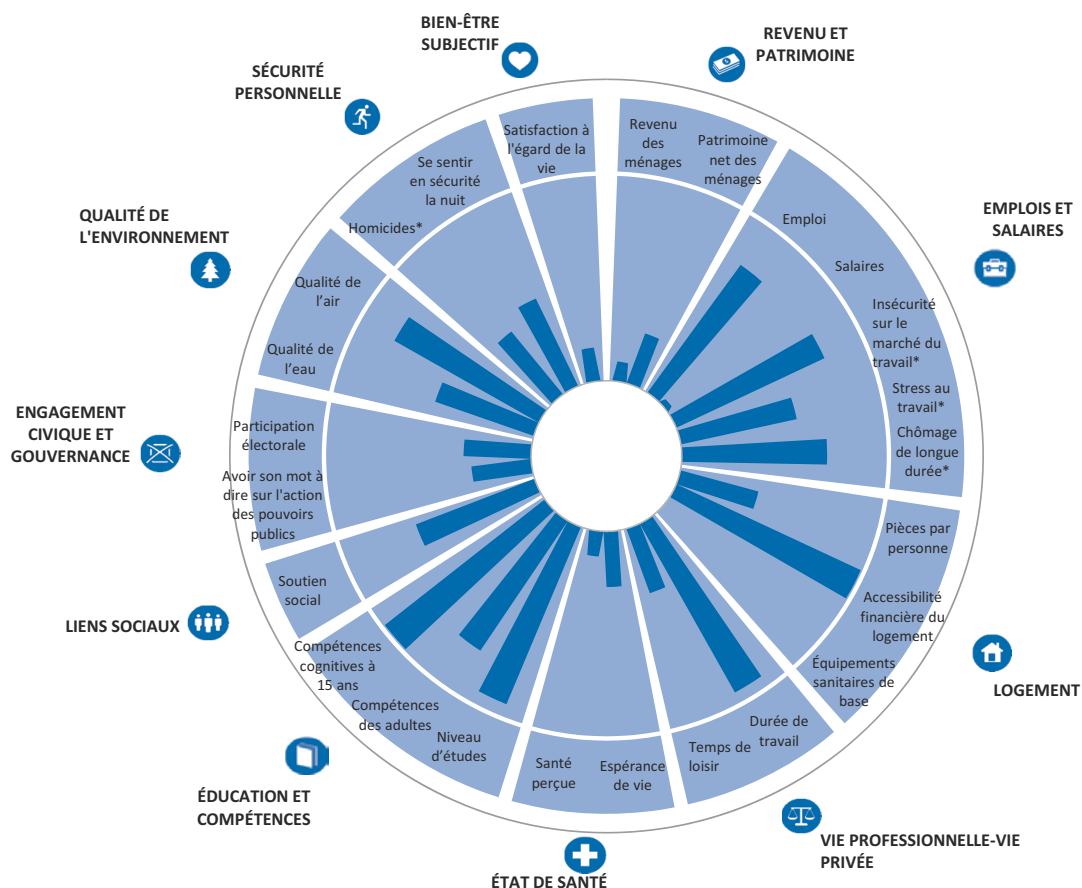 BIEN-ÊTRE
SUBJECTIF
REVENU ET
PATRIMOINE
SÉCURITÉ
PERSONNELLE
Satisfaction à
l'égard de la
vie
Revenu
des
ménages
Patrimoine
net des
ménages
Se sentir
en sécurité
la nuit
Homicides*
QUALITÉ DE
L'ENVIRONNEMENT
EMPLOIS ET
SALAIRES
Emploi
Salaires
Insécurité
sur le
marché du
travail*
Stress au
travail*
Chômage
de longue
durée*
Qualité de
l’air
Qualité de
l’eau
ENGAGEMENT
CIVIQUE ET
GOUVERNANCE
Participation
électorale
Avoir son mot à
dire sur l'action
des pouvoirs
publics
Pièces par
personne
Accessibilité
financière du
logement
Équipements
sanitaires de
base
LOGEMENT
LIENS SOCIAUX
Soutien
social
Compétences
cognitives à
15 ans
Compétences
des adultes
Niveau
d’études
Santé
perçue
Espérance
de vie
Temps de
loisir
Durée de
travail
ÉDUCATION ET
COMPÉTENCES
VIE PROFESSIONNELLE-VIE
PRIVÉE
ÉTAT DE SANTÉ